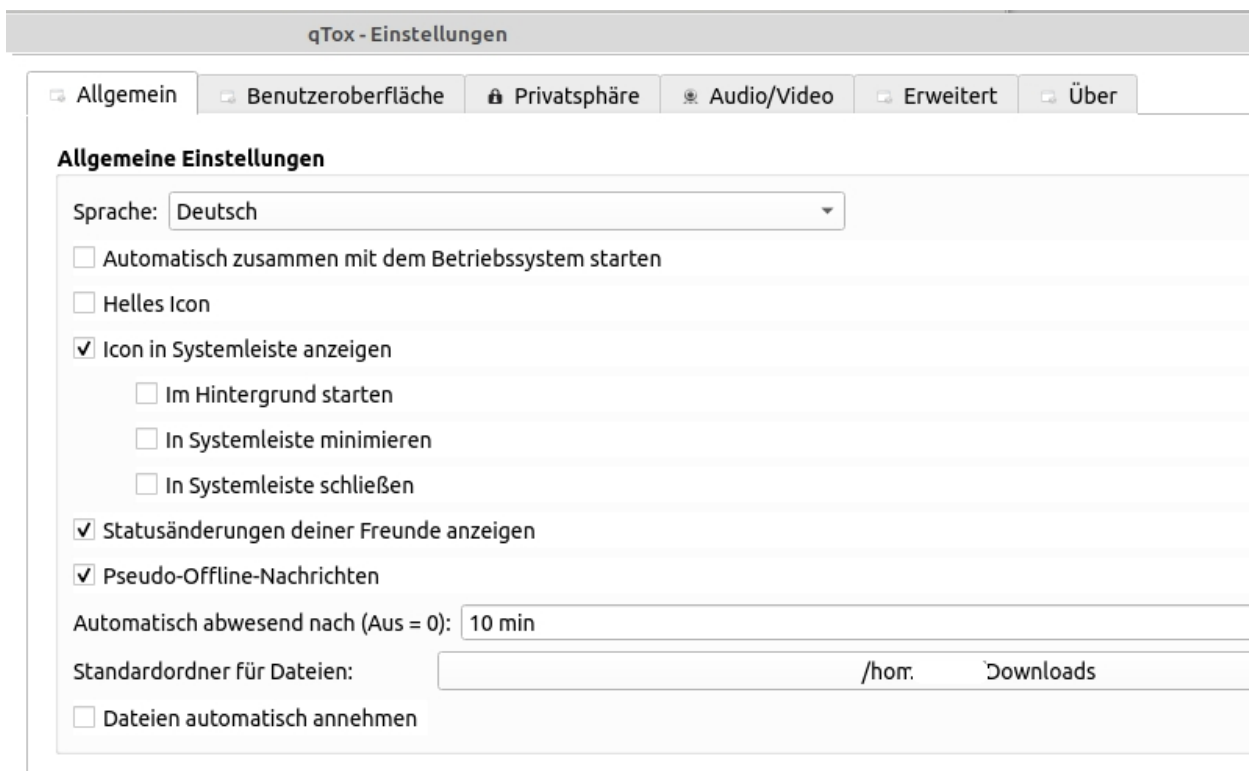 qTox - Einstellungen
Allgemein Benutzeroberfläche Privatsphäre Audio/Video Erweitert Über
Allgemeine Einstellungen
Sprache: Deutsch
Automatisch zusammen mit dem Betriebssystem starten
Helles Icon
Icon in Systemleiste anzeigen
Im Hintergrund starten
In Systemleiste minimieren
In Systemleiste schließen
Statusänderungen deiner Freunde anzeigen
Pseudo-Offline-Nachrichten
Automatisch abwesend nach (Aus = 0): 10 min
Standardordner für Dateien: Downloads
Dateien automatisch annehmen